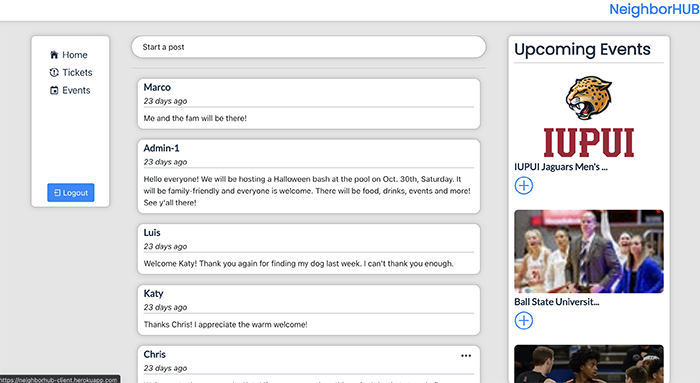 NeighborHUB
Home
Tickets
Events
Logout
Start a post
Marco
23 days ago
Me and the fam will be there!
Admin-1
23 days ago
Hello everyone! We will be hosting a Halloween bash at the pool on Oct. 30th, Saturday. It
will be family-friendly and everyone is welcome. There will be food, drinks, events and more!
See y'all there!
Luis
23 days ago
Welcome Katy! Thank you again for finding my dog last week. I can't thank you enough.
Katy
23 days ago
Thanks Chris! I appreciate the warm welcome!
Chris
23 days ago
Upcoming Events
IUPUI
IUPUI Jaguars Men's ...
Ball State Universit...
https://neighborhub-client.herokuapp.com